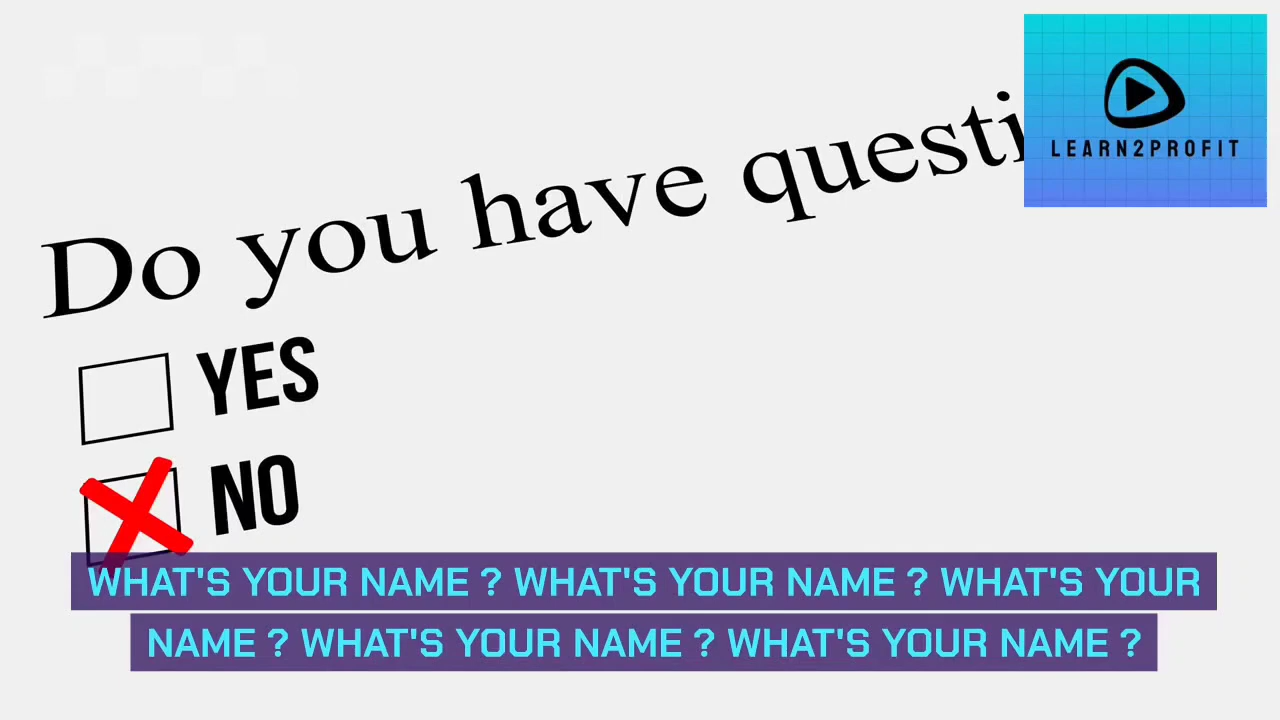 Do you have questi
LEARN2PROFIT
YES
NO
WHAT'S YOUR NAME ? WHAT'S YOUR NAME ? WHAT'S YOUR
NAME ? WHAT'S YOUR NAME ? WHAT'S YOUR NAME ?